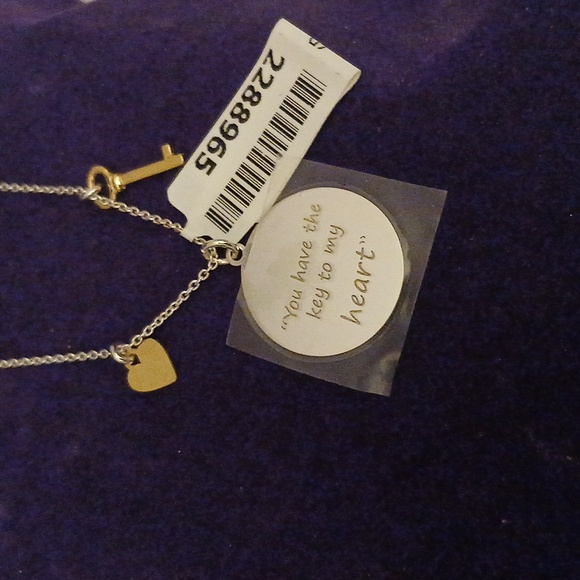 2288965
“You have the
key to my
heart”